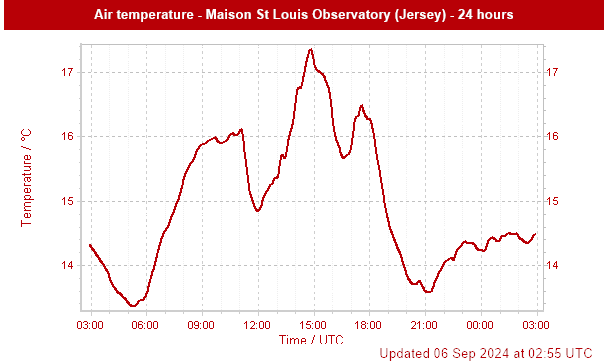 Air temperature - Maison St Louis Observatory (Jersey) - 24 hours
17
17
16
16
15
15
14
14
Temperature / °C
03:00 06:00 09:00 12:00 15:00 18:00 21:00 00:00 03:00
Time / UTC
Updated 06 Sep 2024 at 02:55 UTC